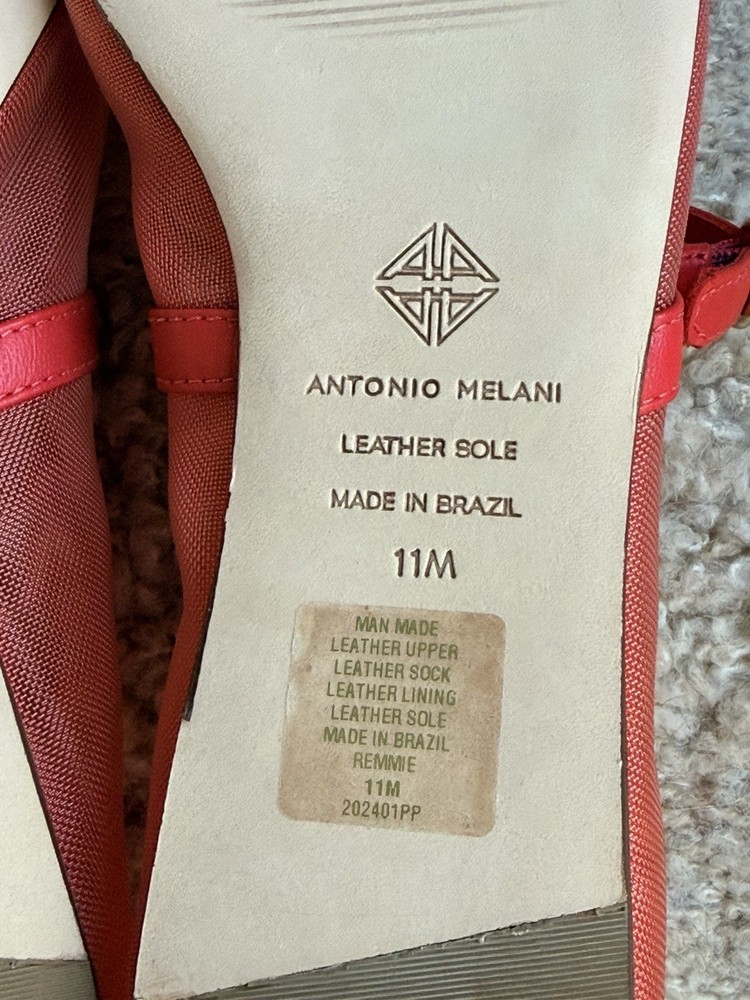 ANTONIO MELANI
LEATHER SOLE
MADE IN BRAZIL
11M
MAN MADE
LEATHER UPPER
LEATHER SOCK
LEATHER LINING
LEATHER SOLE
MADE IN BRAZIL
REMMIE
11M
202401PP